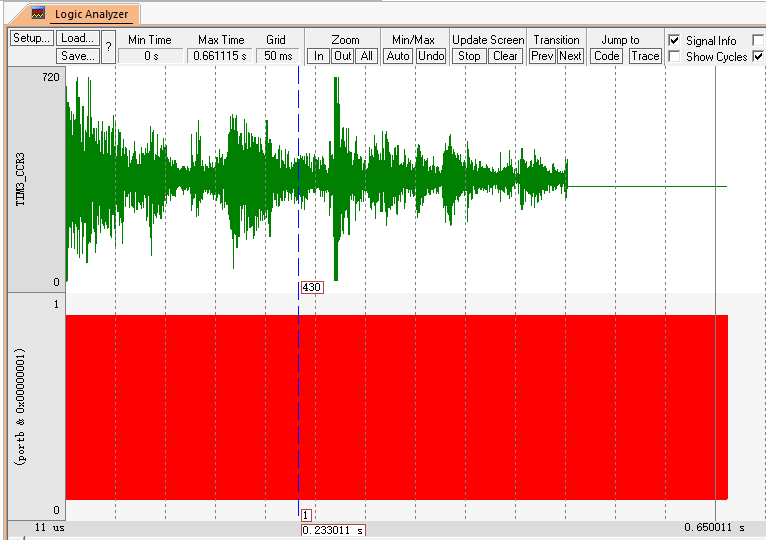 Logic Analyzer
Setup... Load... Save... ? Min Time 0 s Max Time 0.661115 s Grid 50 ms Zoom In Out All Min/Max Auto Undo Update Screen Stop Clear Transition Prev Next Jump to Code Trace Signal Info Show Cycles
720
TIM3_CCR3
0
430
1
(portb & 0x00000001)
0
1
11 us
0.233011 s
0.650011 s